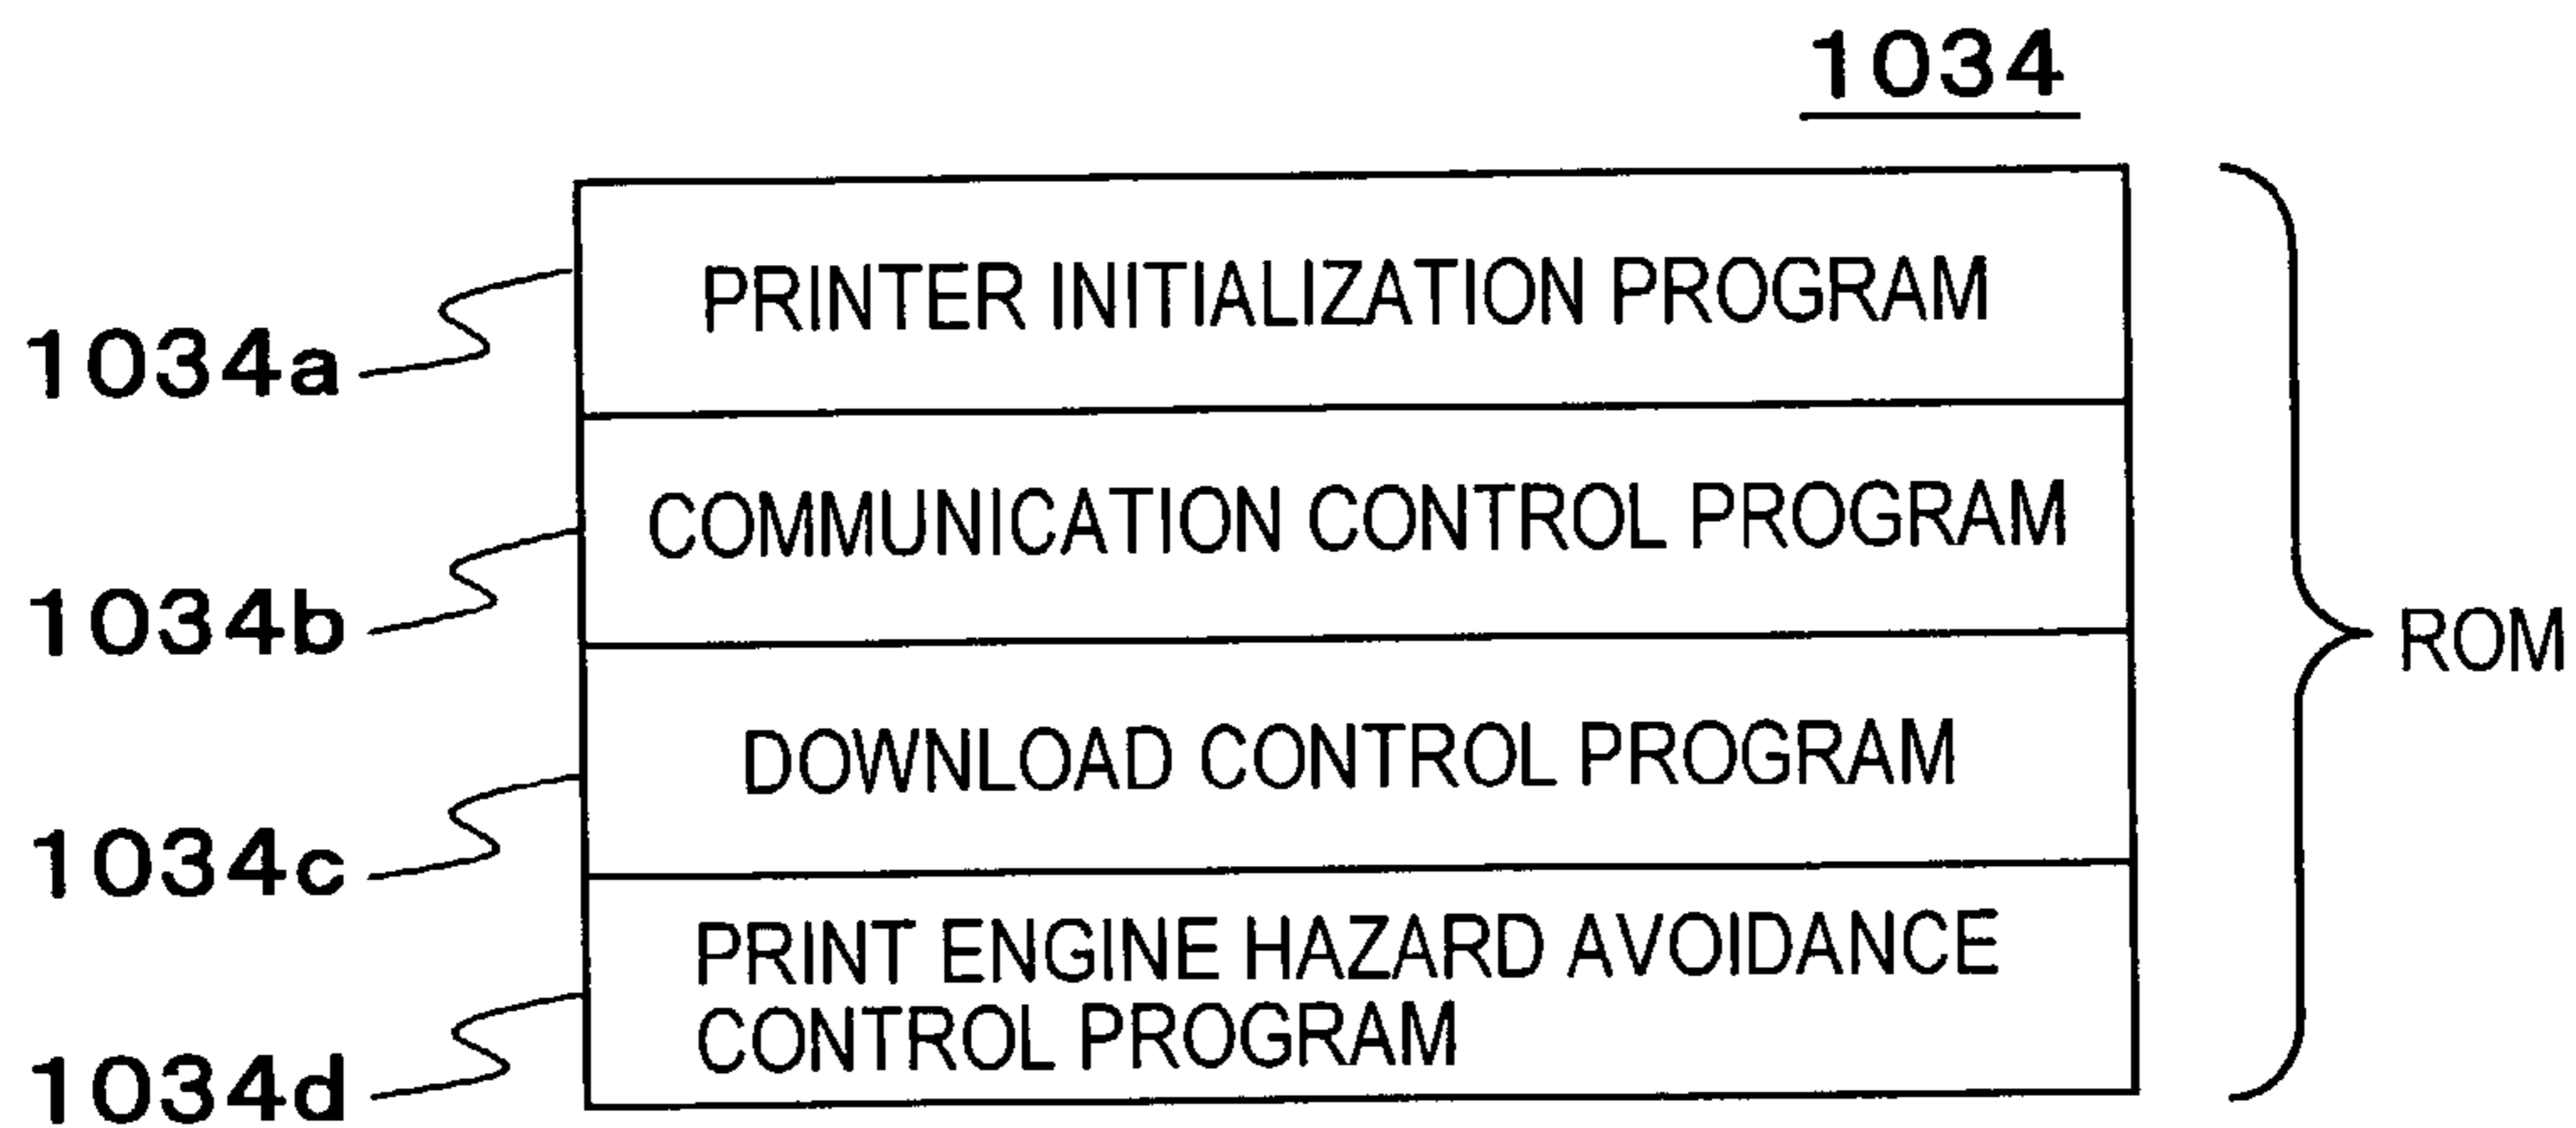 1034
PRINTER INITIALIZATION PROGRAM
1034a
COMMUNICATION CONTROL PROGRAM
1034b
DOWNLOAD CONTROL PROGRAM
1034c
PRINT ENGINE HAZARD AVOIDANCE
CONTROL PROGRAM
1034d
ROM